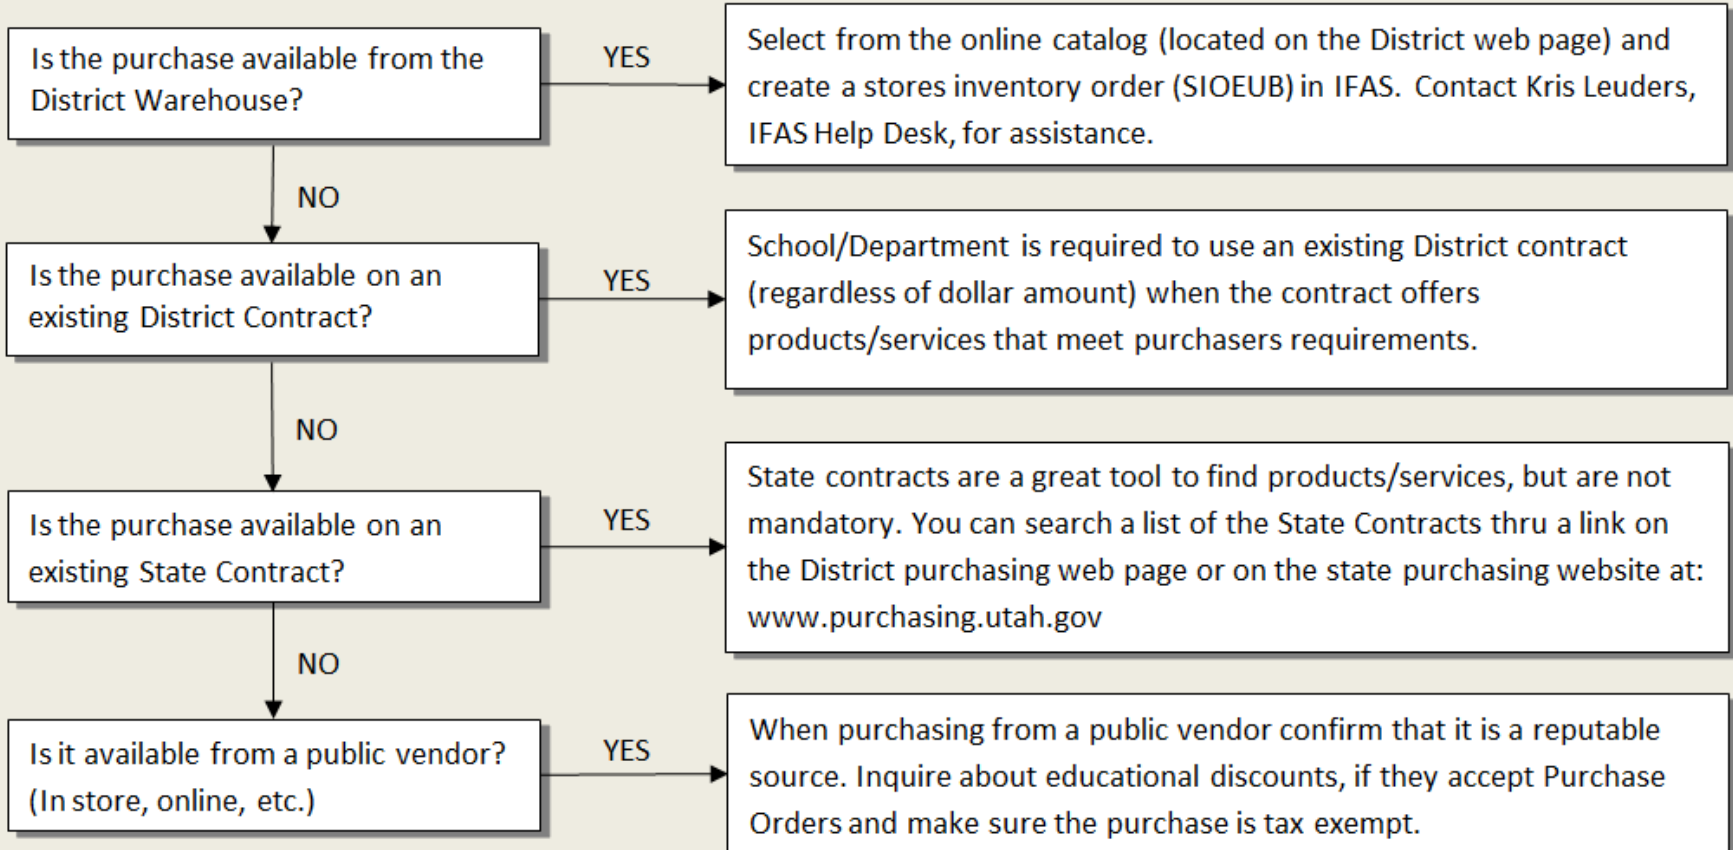 Is the purchase available from the
District Warehouse?
YES
Select from the online catalog (located on the District web page) and
create a stores inventory order (SIOEUB) in IFAS. Contact Kris Leuders,
IFAS Help Desk, for assistance.
NO
Is the purchase available on an
existing District Contract?
YES
School/Department is required to use an existing District contract
(regardless of dollar amount) when the contract offers
products/services that meet purchasers requirements.
NO
Is the purchase available on an
existing State Contract?
YES
State contracts are a great tool to find products/services, but are not
mandatory. You can search a list of the State Contracts thru a link on
the District purchasing web page or on the state purchasing website at:
www.purchasing.utah.gov
NO
Is it available from a public vendor?
(In store, online, etc.)
YES
When purchasing from a public vendor confirm that it is a reputable
source. Inquire about educational discounts, if they accept Purchase
Orders and make sure the purchase is tax exempt.